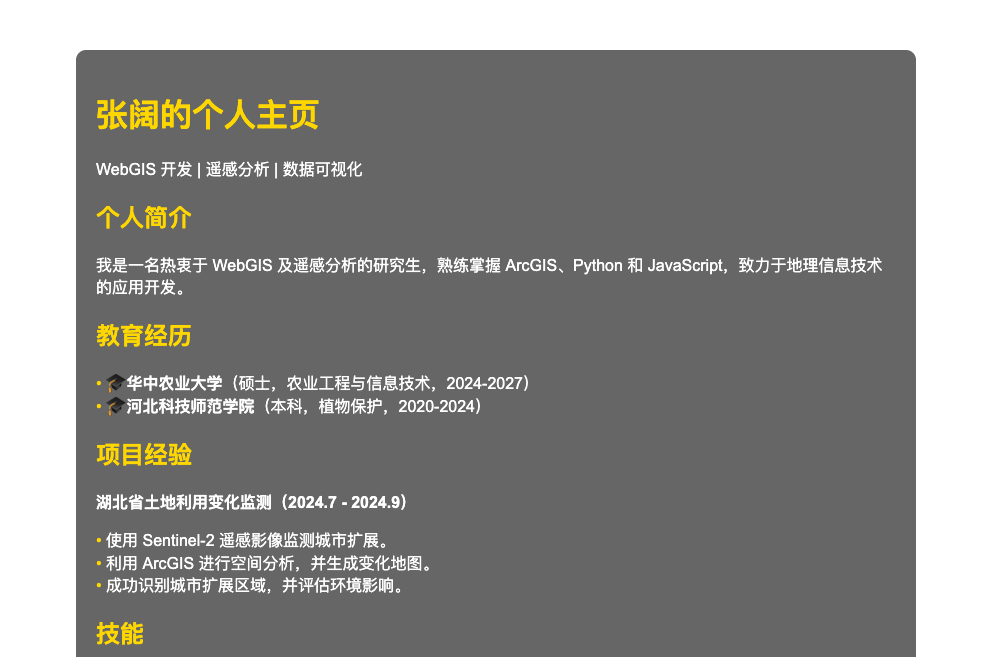 张阔的个人主页
WebGIS 开发 | 遥感分析 | 数据可视化
个人简介
我是一名热衷于 WebGIS 及遥感分析的研究生，熟练掌握 ArcGIS、Python 和 JavaScript，致力于地理信息技术
的应用开发。
教育经历
• 🎓华中农业大学（硕士，农业工程与信息技术，2024-2027）
• 🎓河北科技师范学院（本科，植物保护，2020-2024）
项目经验
湖北省土地利用变化监测（2024.7 - 2024.9）
• 使用 Sentinel-2 遥感影像监测城市扩展。
• 利用 ArcGIS 进行空间分析，并生成变化地图。
• 成功识别城市扩展区域，并评估环境影响。
技能